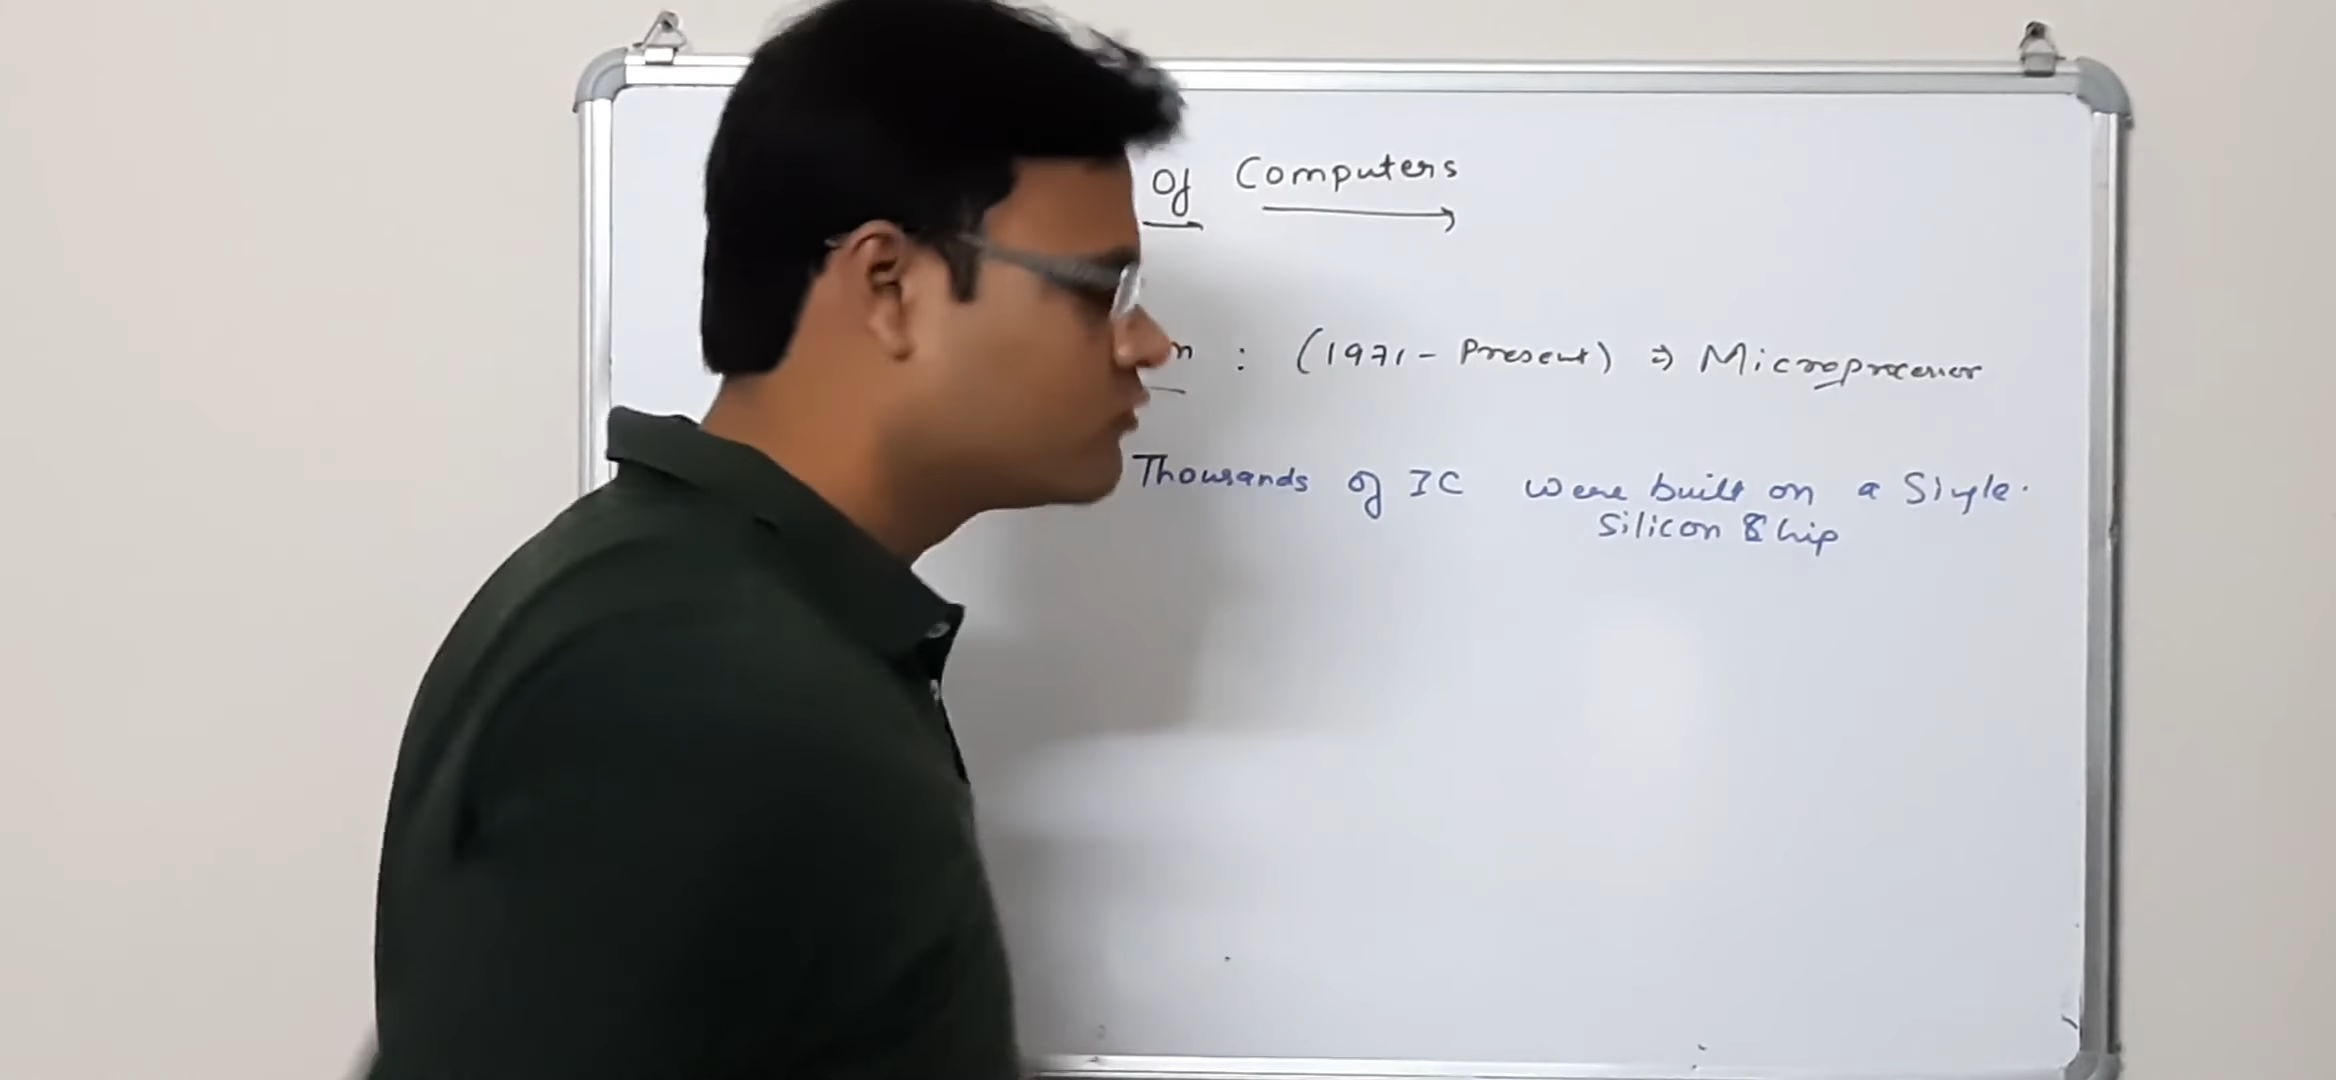 Of Computers
n : (1971 - Present) ⇒ Microprocessor
Thousands of IC were built on a Single.
Silicon Chip